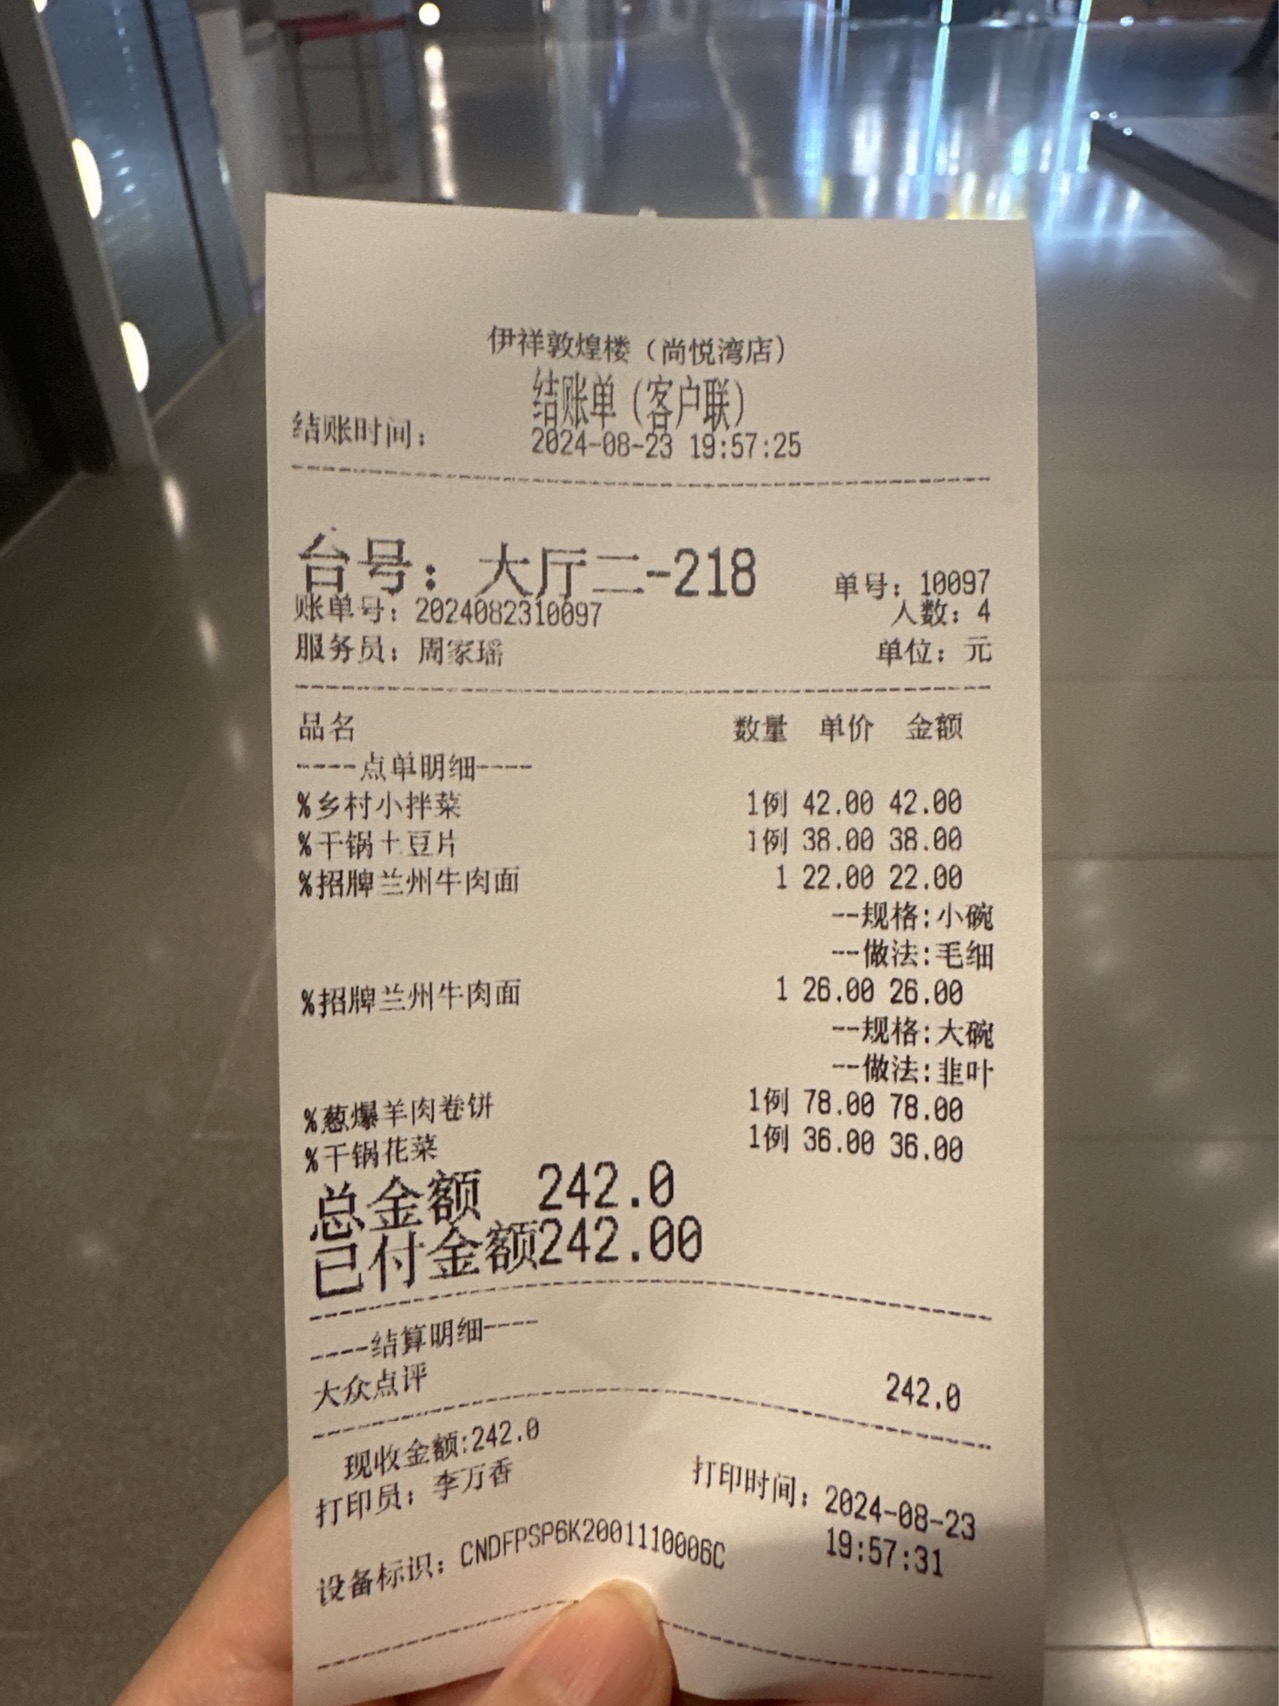 伊祥敦煌楼（尚悦湾店）
结账单（客户联）
结账时间： 2024-08-23 19:57:25
台号：大厅二-218 单号：10097
账单号：2024082310097 人数：4
服务员：周家瑶 单位：元
品名 数量 单价 金额
----点单明细----
%乡村小拌菜 1例 42.00 42.00
%干锅土豆片 1例 38.00 38.00
%招牌兰州牛肉面 1 22.00 22.00
--规格:小碗
--做法:毛细
%招牌兰州牛肉面 1 26.00 26.00
--规格:大碗
--做法:韭叶
%葱爆羊肉卷饼 1例 78.00 78.00
%干锅花菜 1例 36.00 36.00
总金额 242.0
已付金额242.00
----结算明细----
大众点评 242.0
现收金额:242.0
打印员：李万香 打印时间：2024-08-23
19:57:31
设备标识：CNDFPSP6K2001110006C